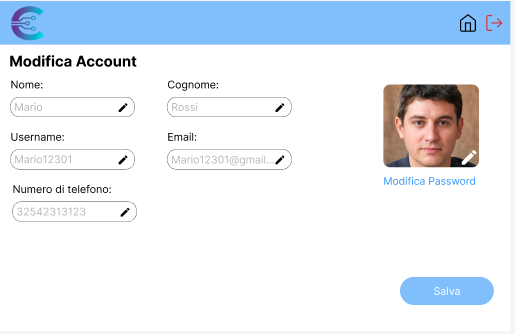 Modifica Account
Nome:
Cognome:
Mario
Rossi
Username:
Email:
Mario12301
Mario12301@gmail...
Modifica Password
Numero di telefono:
32542313123
Salva